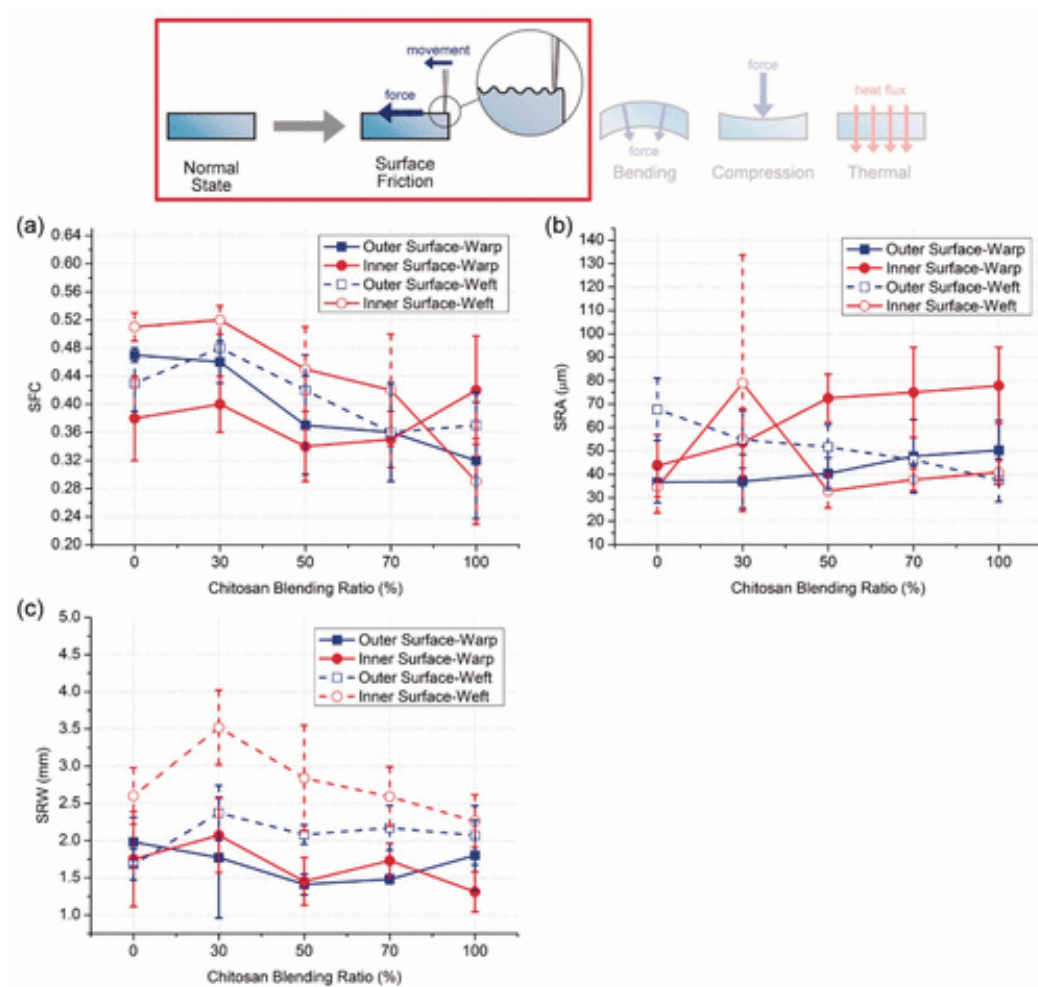 movement
force
Normal
State
Surface
Friction
force
Bending
force
Compression
heat flux
Thermal
(a)
SFC
0.64
0.60
0.56
0.52
0.48
0.44
0.40
0.36
0.32
0.28
0.24
0.20
Outer Surface-Warp
Inner Surface-Warp
Outer Surface-Weft
Inner Surface-Weft
0 30 50 70 100
Chitosan Blending Ratio (%)
(b)
SRA (μm)
140
130
120
110
100
90
80
70
60
50
40
30
20
10
Outer Surface-Warp
Inner Surface-Warp
Outer Surface-Weft
Inner Surface-Weft
0 30 50 70 100
Chitosan Blending Ratio (%)
(c)
SRW (mm)
5.0
4.5
4.0
3.5
3.0
2.5
2.0
1.5
1.0
Outer Surface-Warp
Inner Surface-Warp
Outer Surface-Weft
Inner Surface-Weft
0 30 50 70 100
Chitosan Blending Ratio (%)